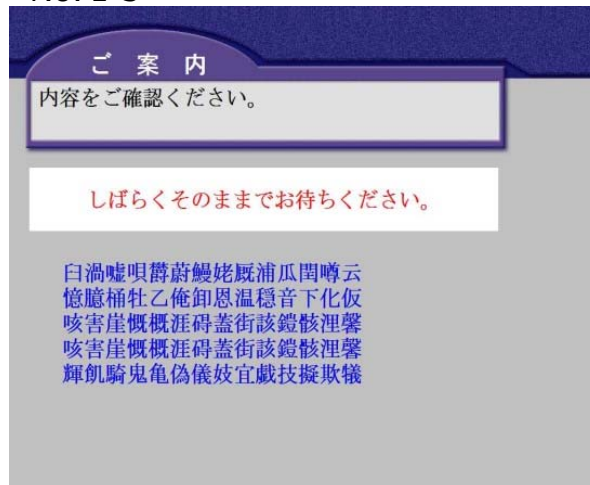 ご案内
内容をご確認ください。
しばらくそのままでお待ちください。
臼渦嘘唄欝蔚鰻姥厩浦瓜閏噂云
憶臆桶牡乙俺卸恩温穏音下化仮
咳害崖慨概涯碍蓋街該鎧骸浬馨
咳害崖慨概涯碍蓋街該鎧骸浬馨
輝飢騎鬼亀偽儀妓宜戯技擬欺犠